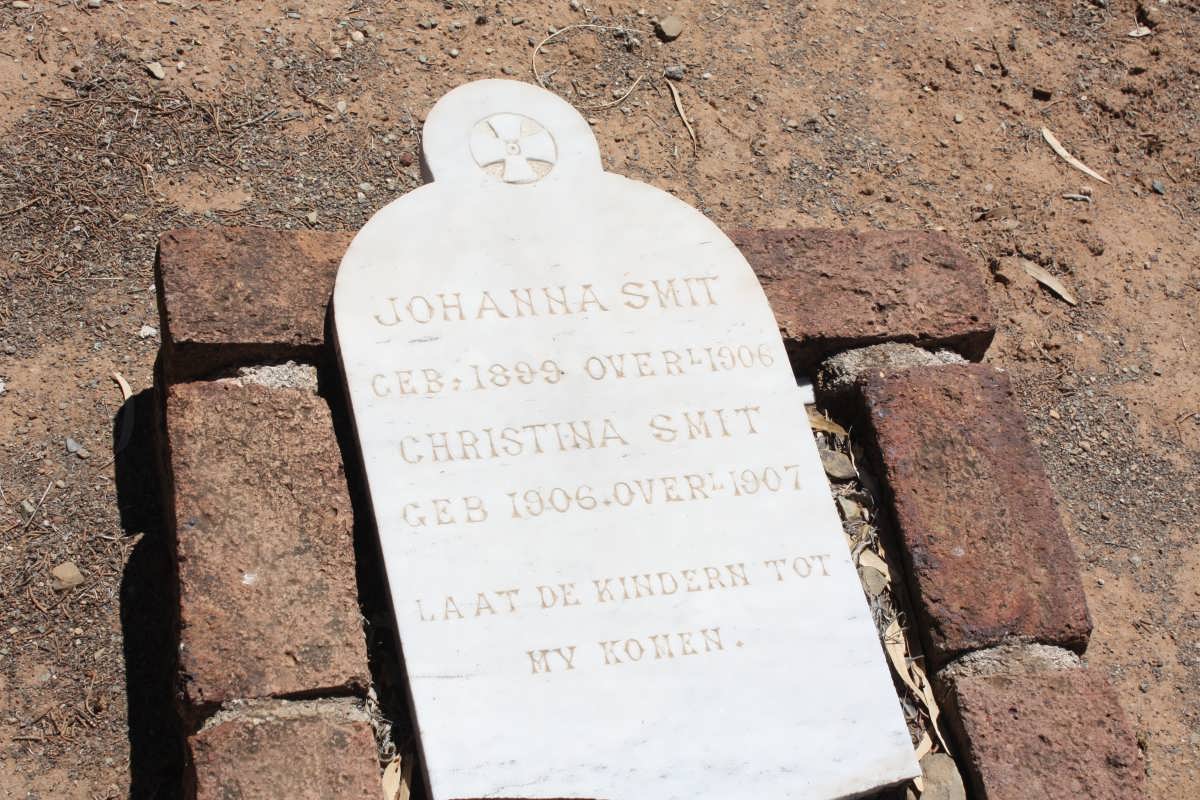 JOHANNA SMIT
GEB: 1899 OVERL 1906
CHRISTINA SMIT
GEB 1906. OVERL 1907
LAAT DE KINDERN TOT
MY KOMEN.